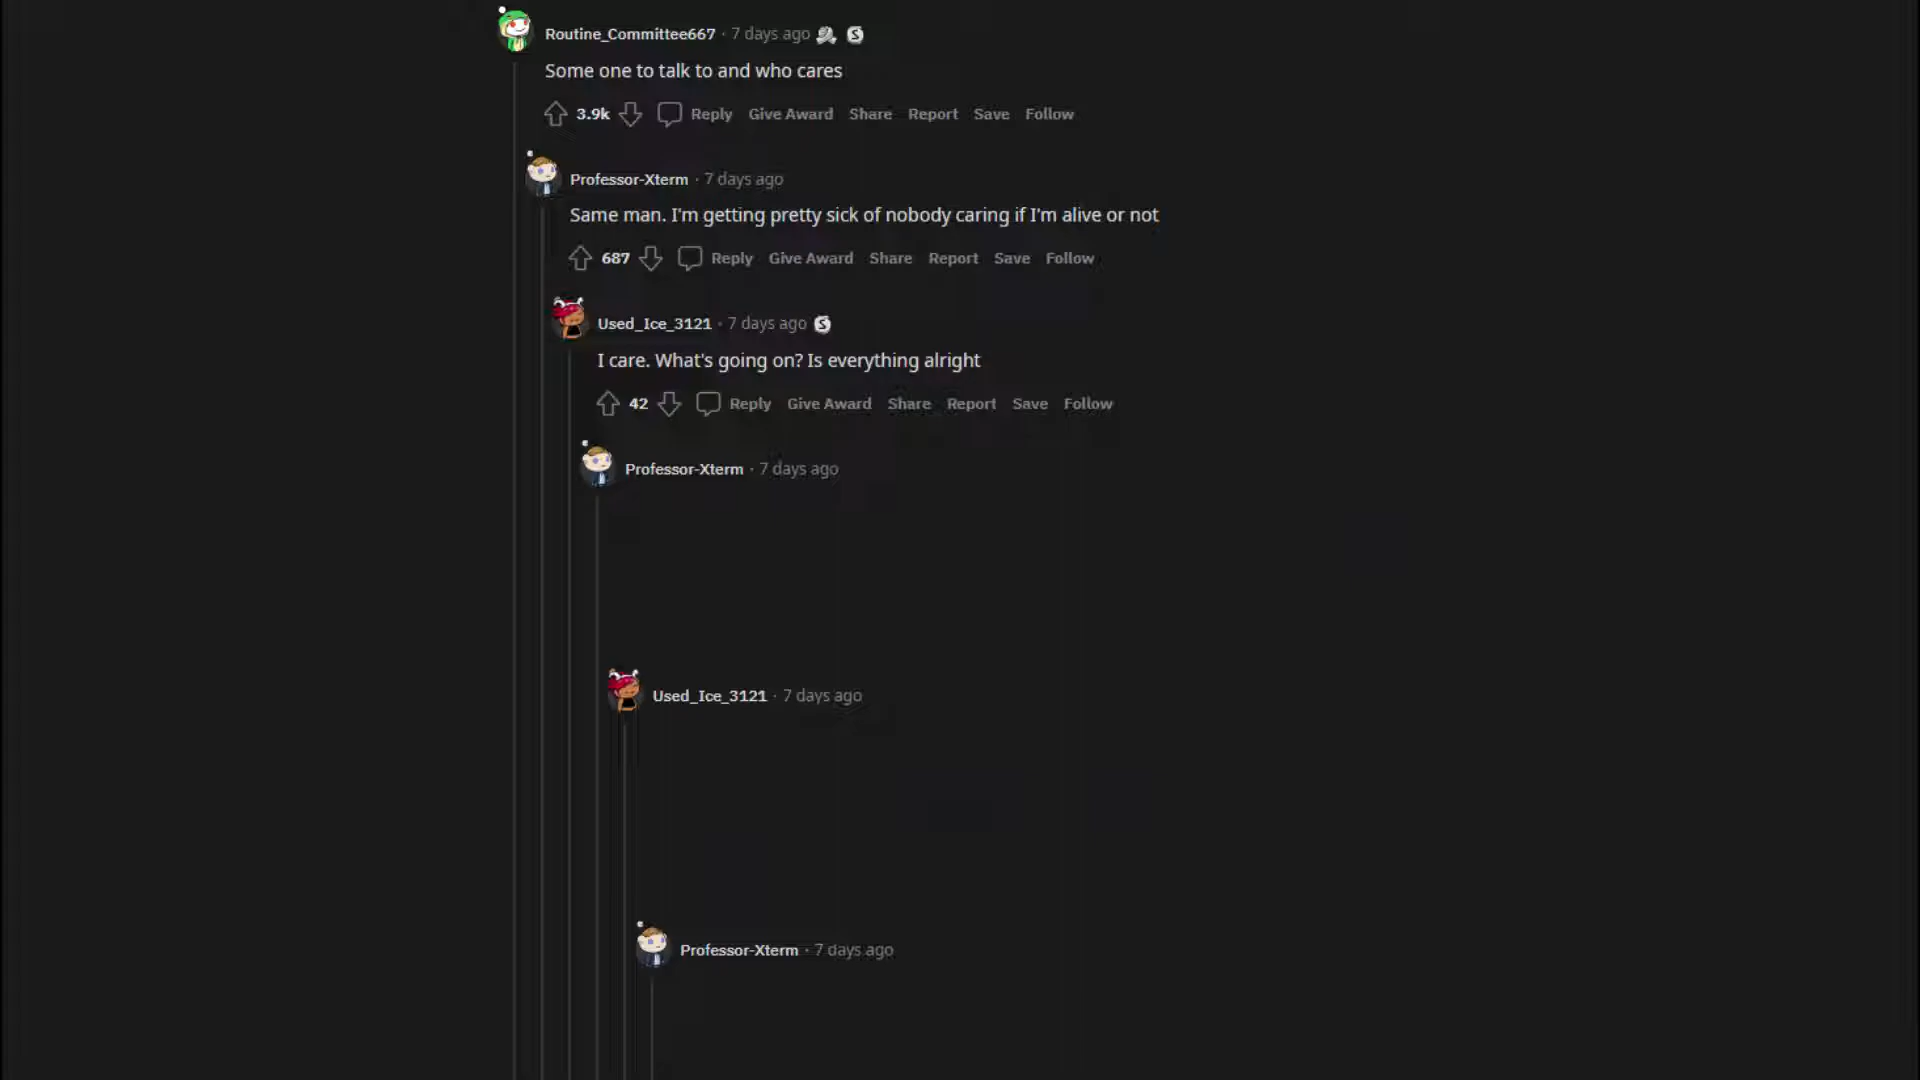 Routine_Committee667 · 7 days ago
Some one to talk to and who cares
3.9k Reply Give Award Share Report Save Follow
Professor-Xterm · 7 days ago
Same man. I'm getting pretty sick of nobody caring if I'm alive or not
687 Reply Give Award Share Report Save Follow
Used_Ice_3121 · 7 days ago
I care. What's going on? Is everything alright
42 Reply Give Award Share Report Save Follow
Professor-Xterm · 7 days ago
Used_Ice_3121 · 7 days ago
Professor-Xterm · 7 days ago